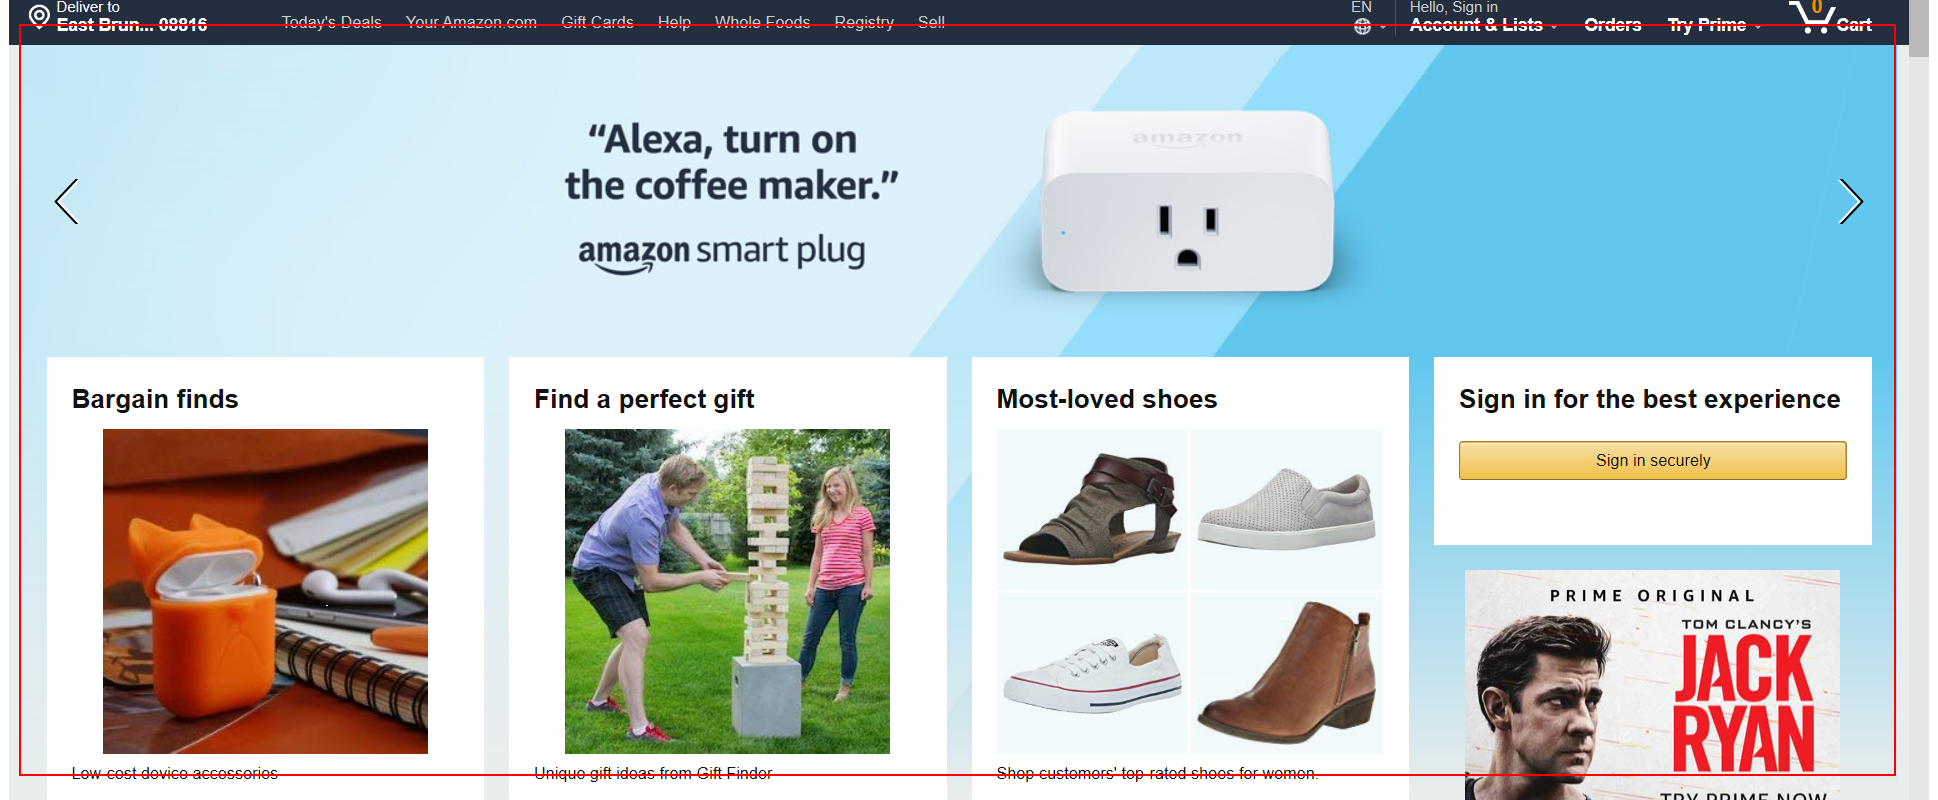 Deliver to
East Brun... 08816
Today's Deals Your Amazon.com Gift Cards Help Whole Foods Registry Sell
EN
Hello, Sign in
Account & Lists Orders Try Prime
0
Cart
“Alexa, turn on
the coffee maker.”
amazon smart plug
amazon
Bargain finds
Low cost device accessories
Find a perfect gift
Unique gift ideas from Gift Finder
Most-loved shoes
Shop customers' top-rated shoes for women.
Sign in for the best experience
Sign in securely
PRIME ORIGINAL
TOM CLANCY'S
JACK
RYAN
TRY PRIME NOW